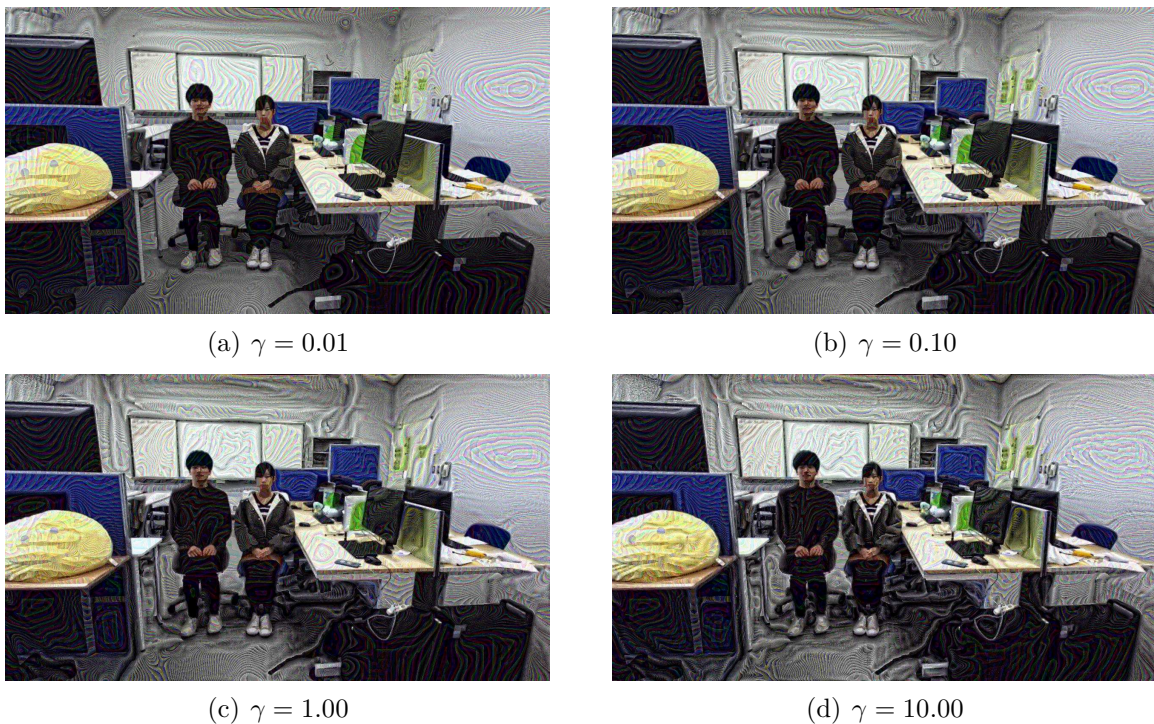 (a) γ = 0.01
(b) γ = 0.10
(c) γ = 1.00
(d) γ = 10.00